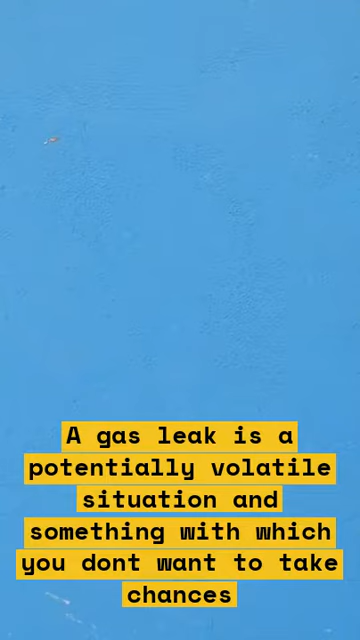 A gas leak is a
potentially volatile
situation and
something with which
you dont want to take
chances